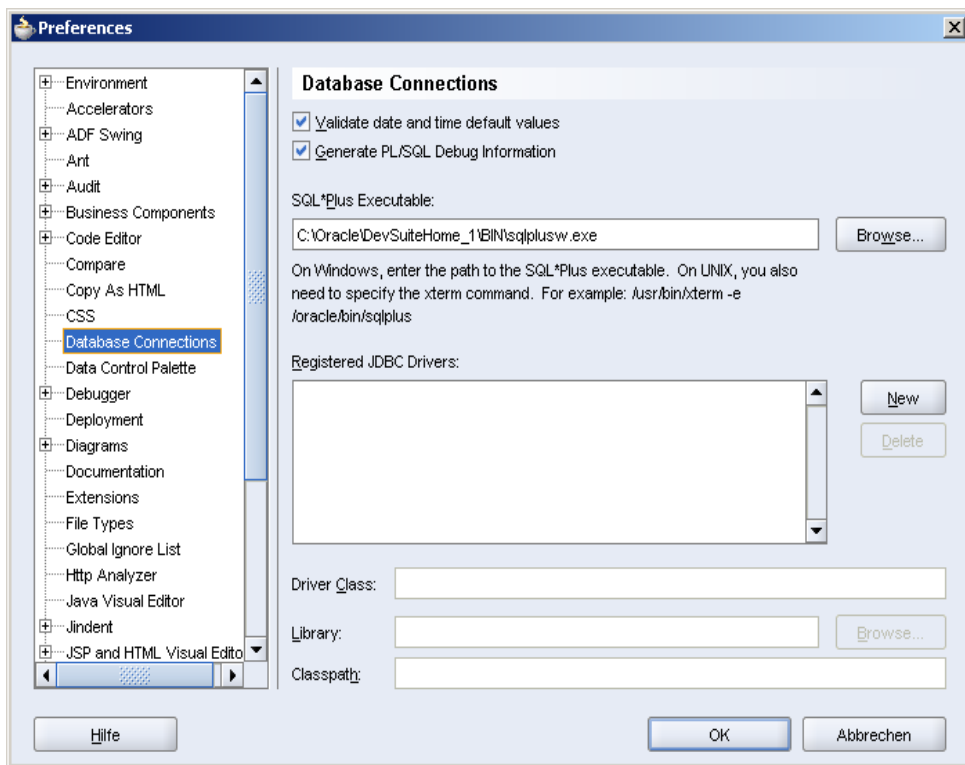 Preferences
Environment
Accelerators
ADF Swing
Ant
Audit
Business Components
Code Editor
Compare
Copy As HTML
CSS
Database Connections
Data Control Palette
Debugger
Deployment
Diagrams
Documentation
Extensions
File Types
Global Ignore List
Http Analyzer
Java Visual Editor
Jindent
JSP and HTML Visual Edito
Database Connections
Validate date and time default values
Generate PL/SQL Debug Information
SQL*Plus Executable:
C:\Oracle\DevSuiteHome_1\BIN\sqlplusw.exe
Browse...
On Windows, enter the path to the SQL*Plus executable. On UNIX, you also
need to specify the xterm command. For example: /usr/bin/xterm -e
/oracle/bin/sqlplus
Registered JDBC Drivers:
New
Delete
Driver Class:
Library:
Browse...
Classpath:
Hilfe
OK
Abbrechen